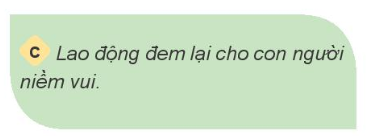 C Lao động đem lại cho con người
niềm vui.